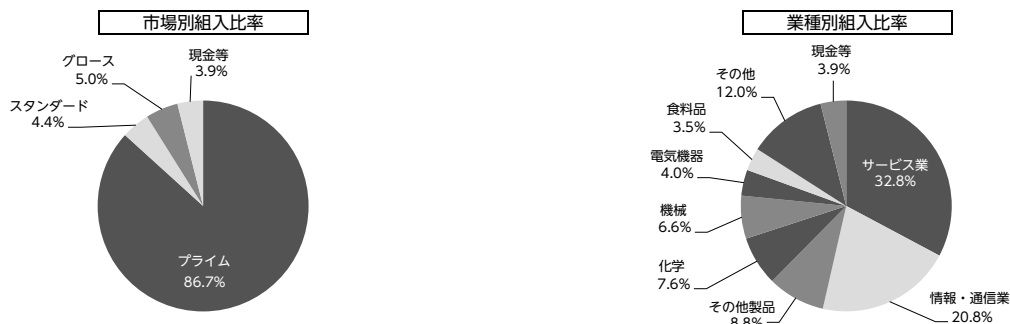 市場別組入比率
現金等
3.9%
グロース
5.0%
スタンダード
4.4%
プライム
86.7%
業種別組入比率
現金等
3.9%
その他
12.0%
食料品
3.5%
電気機器
4.0%
機械
6.6%
化学
7.6%
その他製品
8.8%
情報・通信業
20.8%
サービス業
32.8%